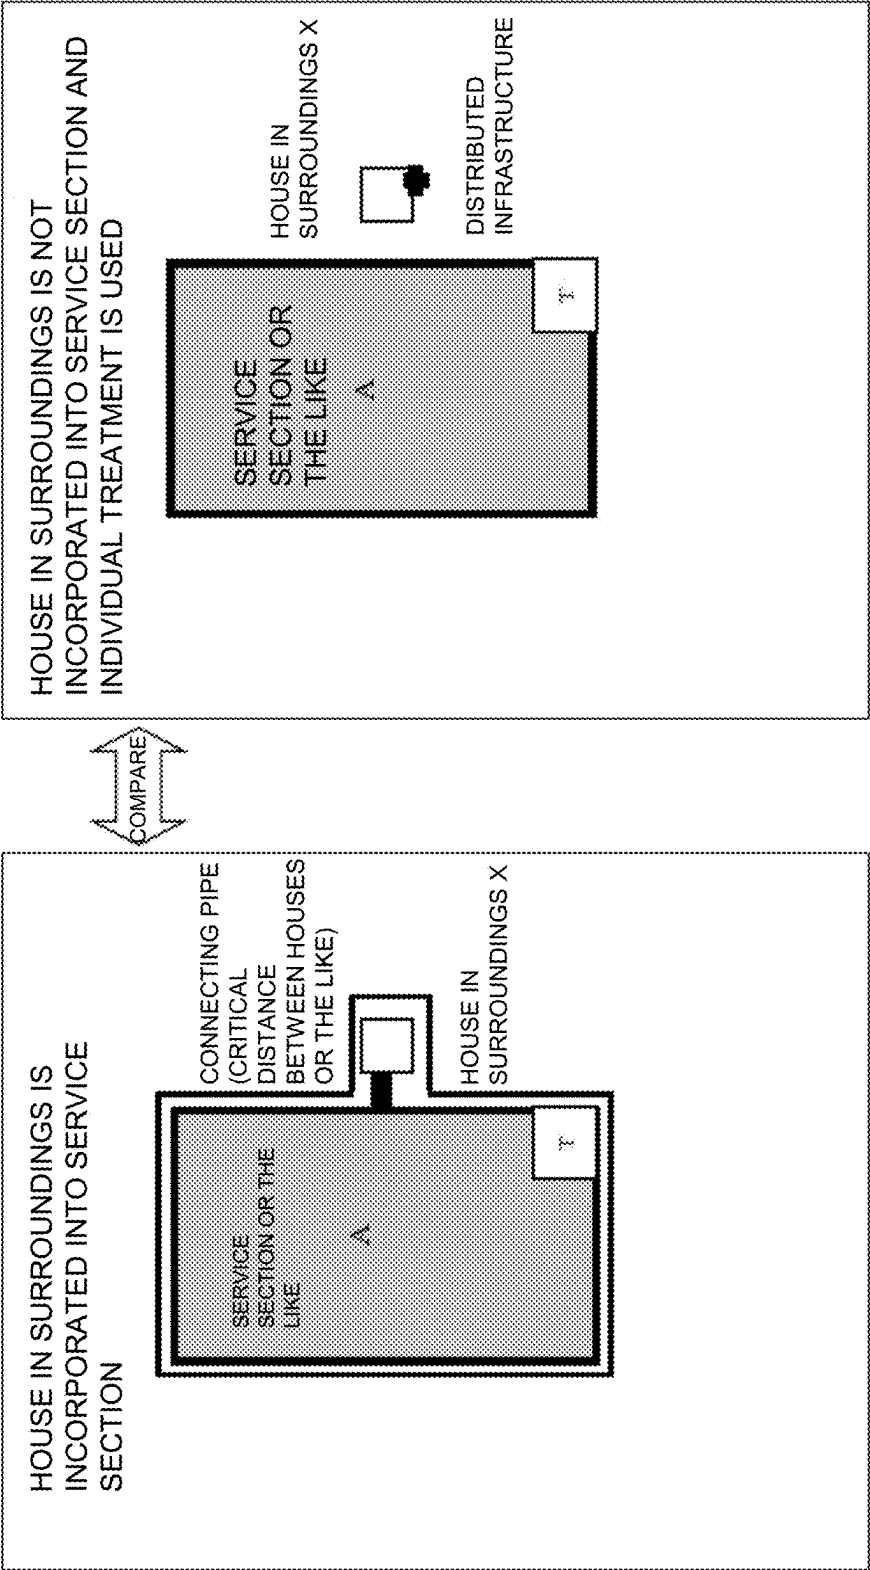 HOUSE IN SURROUNDINGS IS
INCORPORATED INTO SERVICE
SECTION
CONNECTING PIPE
(CRITICAL
DISTANCE
BETWEEN HOUSES
OR THE LIKE)
SERVICE
SECTION OR THE
LIKE
A
HOUSE IN
SURROUNDINGS X
T
COMPARE
HOUSE IN SURROUNDINGS IS NOT
INCORPORATED INTO SERVICE SECTION AND
INDIVIDUAL TREATMENT IS USED
SERVICE
SECTION OR
THE LIKE
A
HOUSE IN
SURROUNDINGS X
DISTRIBUTED
INFRASTRUCTURE
T